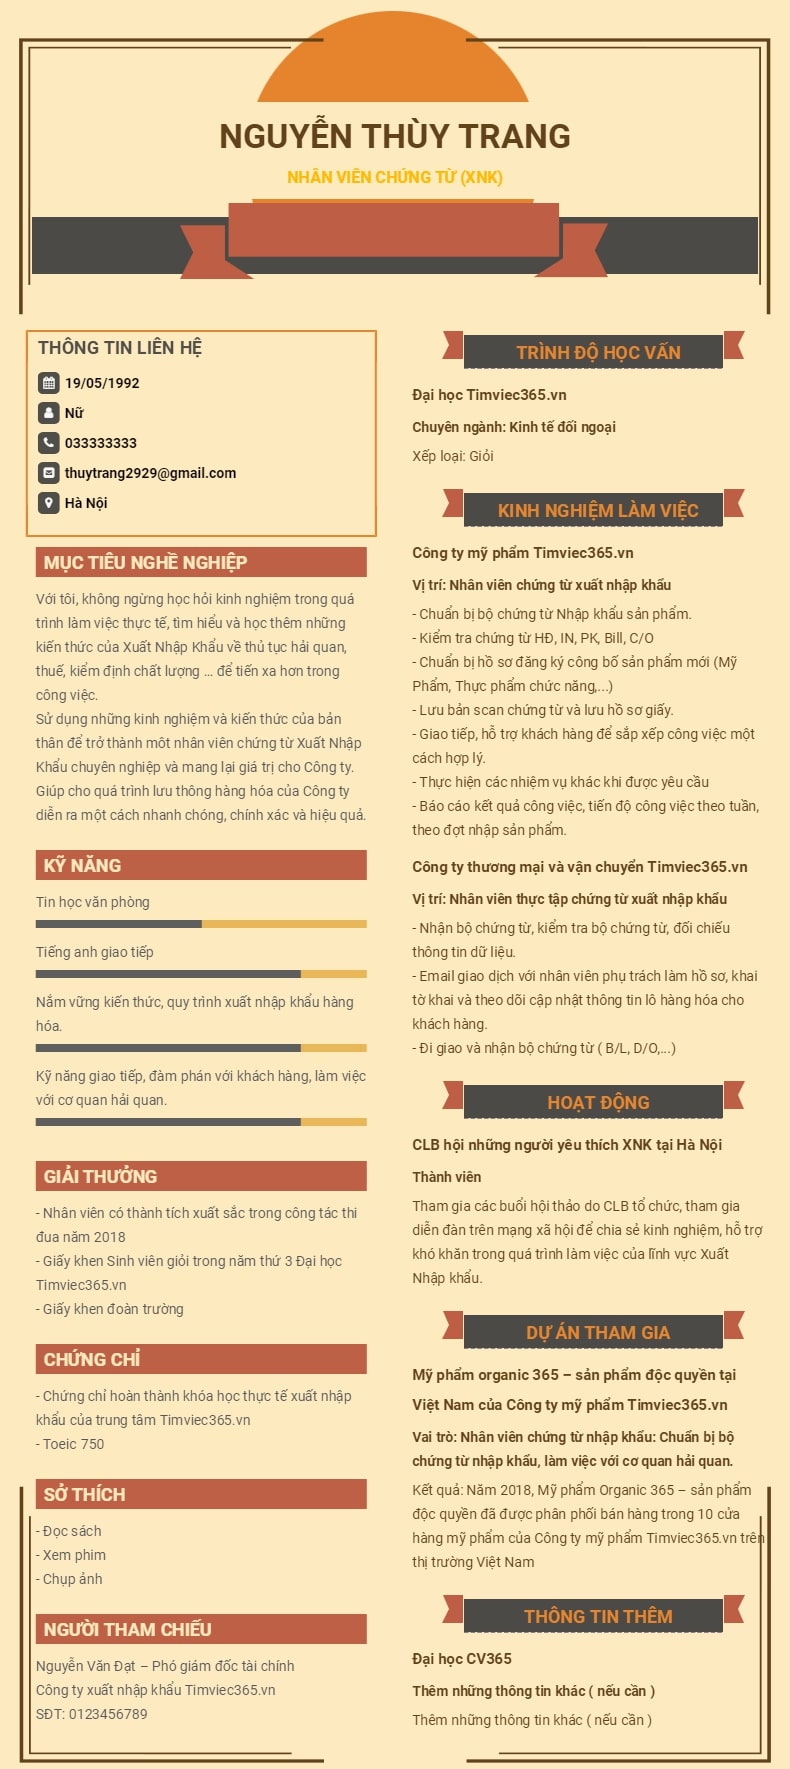 NGUYỄN THÙY TRANG
NHÂN VIÊN CHỨNG TỪ (XNK)
THÔNG TIN LIÊN HỆ
19/05/1992
Nữ
033333333
thuytrang2929@gmail.com
Hà Nội
MỤC TIÊU NGHỀ NGHIỆP
Với tôi, không ngừng học hỏi kinh nghiệm trong quá
trình làm việc thực tế, tìm hiểu và học thêm những
kiến thức của Xuất Nhập Khẩu về thủ tục hải quan,
thuế, kiểm định chất lượng ... để tiến xa hơn trong
công việc.
Sử dụng những kinh nghiệm và kiến thức của bản
thân để trở thành môt nhân viên chứng từ Xuất Nhập
Khẩu chuyên nghiệp và mang lại giá trị cho Công ty.
Giúp cho quá trình lưu thông hàng hóa của Công ty
diễn ra một cách nhanh chóng, chính xác và hiệu quả.
KỸ NĂNG
Tin học văn phòng
Tiếng anh giao tiếp
Nắm vững kiến thức, quy trình xuất nhập khẩu hàng
hóa.
Kỹ năng giao tiếp, đàm phán với khách hàng, làm việc
với cơ quan hải quan.
GIẢI THƯỞNG
- Nhân viên có thành tích xuất sắc trong công tác thi
đua năm 2018
- Giấy khen Sinh viên giỏi trong năm thứ 3 Đại học
Timviec365.vn
- Giấy khen đoàn trường
CHỨNG CHỈ
- Chứng chỉ hoàn thành khóa học thực tế xuất nhập
khẩu của trung tâm Timviec365.vn
- Toeic 750
SỞ THÍCH
- Đọc sách
- Xem phim
- Chụp ảnh
NGƯỜI THAM CHIẾU
Nguyễn Văn Đạt – Phó giám đốc tài chính
Công ty xuất nhập khẩu Timviec365.vn
SĐT: 0123456789
TRÌNH ĐỘ HỌC VẤN
Đại học Timviec365.vn
Chuyên ngành: Kinh tế đối ngoại
Xếp loại: Giỏi
KINH NGHIỆM LÀM VIỆC
Công ty mỹ phẩm Timviec365.vn
Vị trí: Nhân viên chứng từ xuất nhập khẩu
- Chuẩn bị bộ chứng từ Nhập khẩu sản phẩm.
- Kiểm tra chứng từ HĐ, IN, PK, Bill, C/O
- Chuẩn bị hồ sơ đăng ký công bố sản phẩm mới (Mỹ
Phẩm, Thực phẩm chức năng,...)
- Lưu bản scan chứng từ và lưu hồ sơ giấy.
- Giao tiếp, hỗ trợ khách hàng để sắp xếp công việc một
cách hợp lý.
- Thực hiện các nhiệm vụ khác khi được yêu cầu
- Báo cáo kết quả công việc, tiến độ công việc theo tuần,
theo đợt nhập sản phẩm.
Công ty thương mại và vận chuyển Timviec365.vn
Vị trí: Nhân viên thực tập chứng từ xuất nhập khẩu
- Nhận bộ chứng từ, kiểm tra bộ chứng từ, đối chiếu
thông tin dữ liệu.
- Email giao dịch với nhân viên phụ trách làm hồ sơ, khai
tờ khai và theo dõi cập nhật thông tin lô hàng hóa cho
khách hàng.
- Đi giao và nhận bộ chứng từ ( B/L, D/O,...)
HOẠT ĐỘNG
CLB hội những người yêu thích XNK tại Hà Nội
Thành viên
Tham gia các buổi hội thảo do CLB tổ chức, tham gia
diễn đàn trên mạng xã hội để chia sẻ kinh nghiệm, hỗ trợ
khó khăn trong quá trình làm việc của lĩnh vực Xuất
Nhập khẩu.
DỰ ÁN THAM GIA
Mỹ phẩm organic 365 – sản phẩm độc quyền tại
Việt Nam của Công ty mỹ phẩm Timviec365.vn
Vai trò: Nhân viên chứng từ nhập khẩu: Chuẩn bị bộ
chứng từ nhập khẩu, làm việc với cơ quan hải quan.
Kết quả: Năm 2018, Mỹ phẩm Organic 365 – sản phẩm
độc quyền đã được phân phối bán hàng trong 10 cửa
hàng mỹ phẩm của Công ty mỹ phẩm Timviec365.vn trên
thị trường Việt Nam
THÔNG TIN THÊM
Đại học CV365
Thêm những thông tin khác ( nếu cần )
Thêm những thông tin khác ( nếu cần )